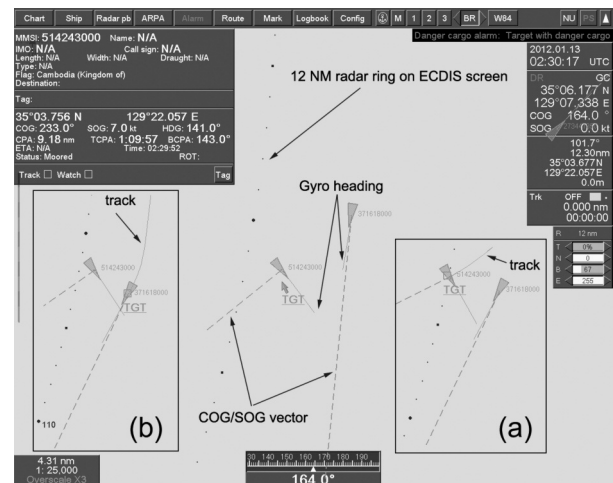 Chart Ship Radar pb ARPA Alarm Route Mark Logbook Config M 1 2 3 BR W84 NU PS
Danger cargo alarm: Target with danger cargo
MMSI: 514243000 Name: N/A
IMO: N/A Call sign: N/A
Length: N/A Width: N/A Draught: N/A
Type: N/A
Flag: Cambodia (Kingdom of)
Destination:
Tag:
35°03.756 N 129°22.057 E
COG: 233.0° SOG: 7.0 kt HDG: 141.0°
CPA: 9.18 nm TCPA: 1:09:57 BCPA: 143.0°
ETA: N/A Time: 02:29:52
Status: Moored ROT:
Track Watch Tag
2012.01.13
02:30:17 UTC
DR GC
35°06.177 N
129°07.338 E
COG 164.0 °
SOG 0.0 kt
101.7°
12.30nm
35°03.677N
129°22.057E
0.0m
Trk OFF
0.000 nm
00:00:00
R 12 nm
T 0%
N 0
B 67
E 255
12 NM radar ring on ECDIS screen
Gyro heading
371618000
514243000
TGT
COG/SOG vector
track
514243000
371618000
TGT
110
(b)
track
514243000
TGT
371618000
(a)
4.31 nm
1: 25,000
Overscale X3
140 150 160 170 180 190
164.0°